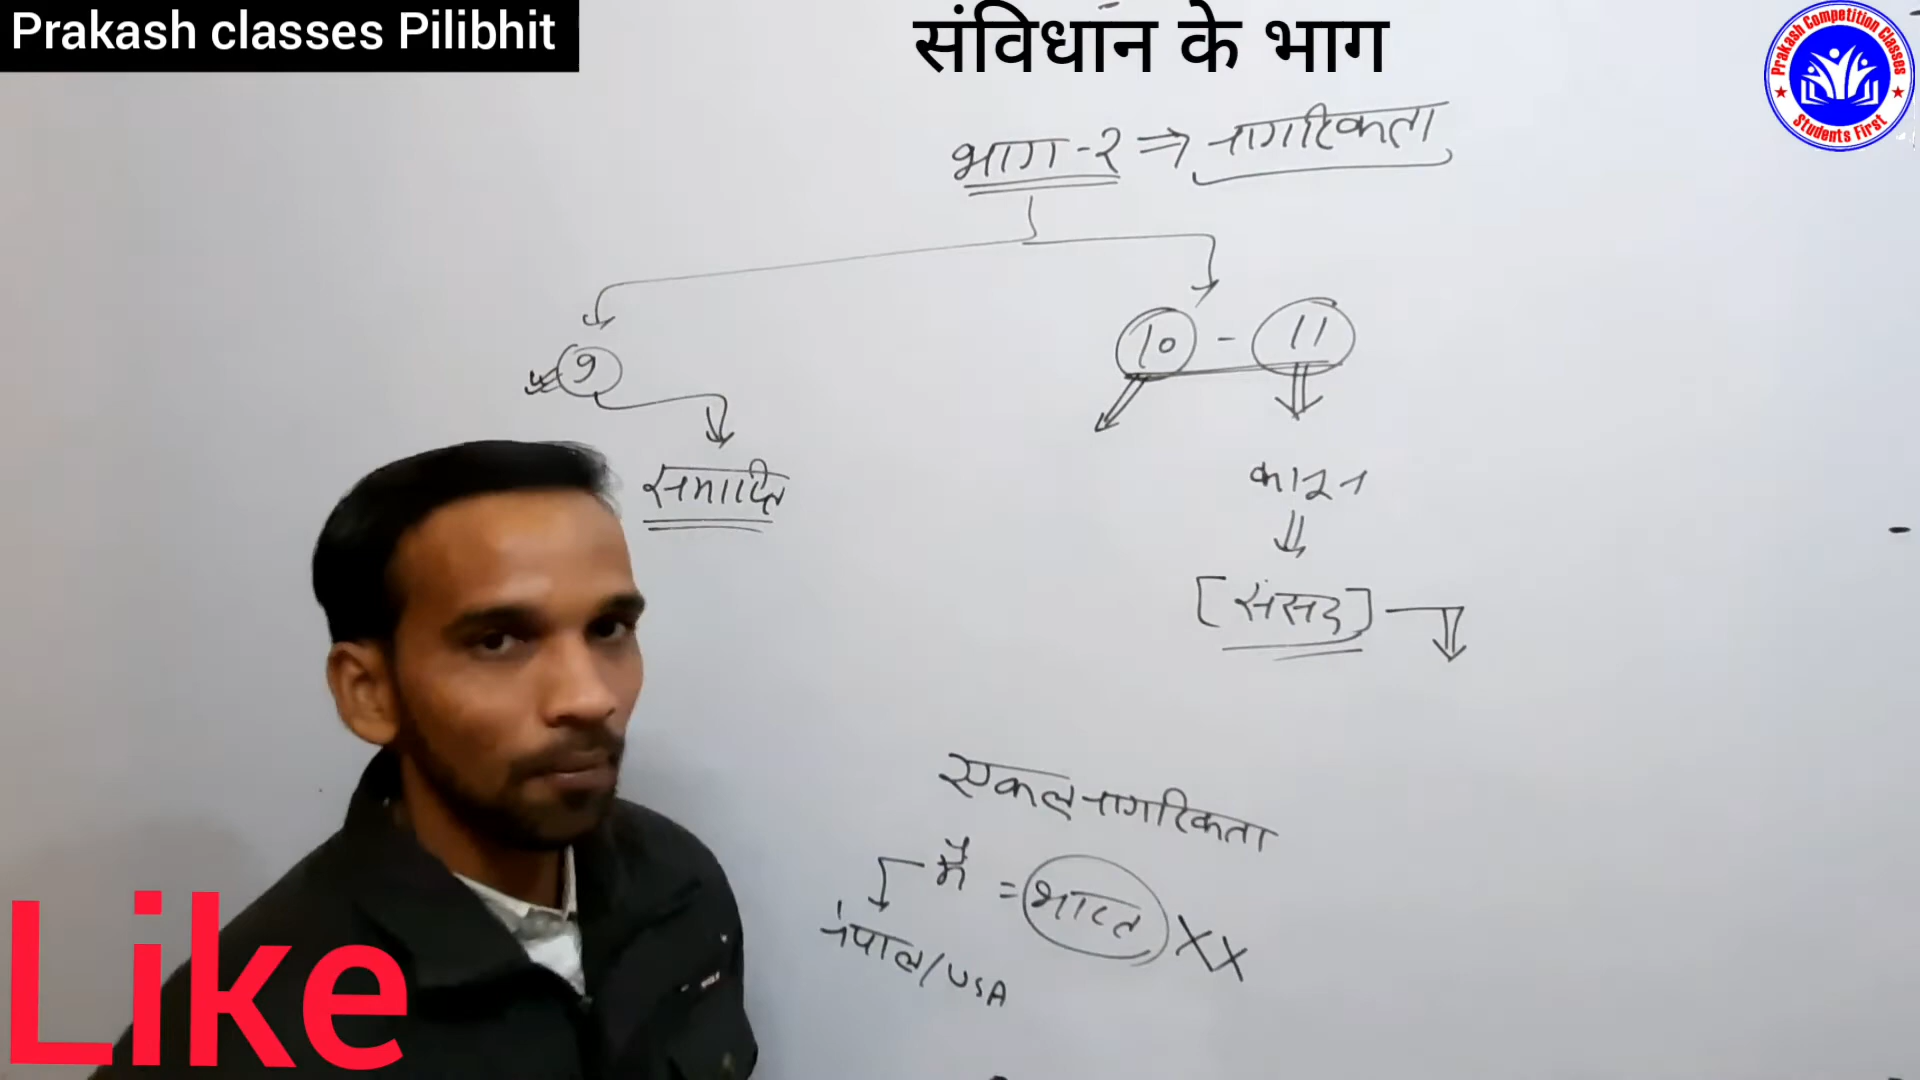 Prakash classes Pilibhit
संविधान के भाग
Prakash Competition Classes
Students First
भाग-२ ⇒ नागरिकता
9
10 - 11
समाप्ति
कानून
[संसद]
एकल नागरिकता
मै = भारत XX
नेपाल/USA
Like